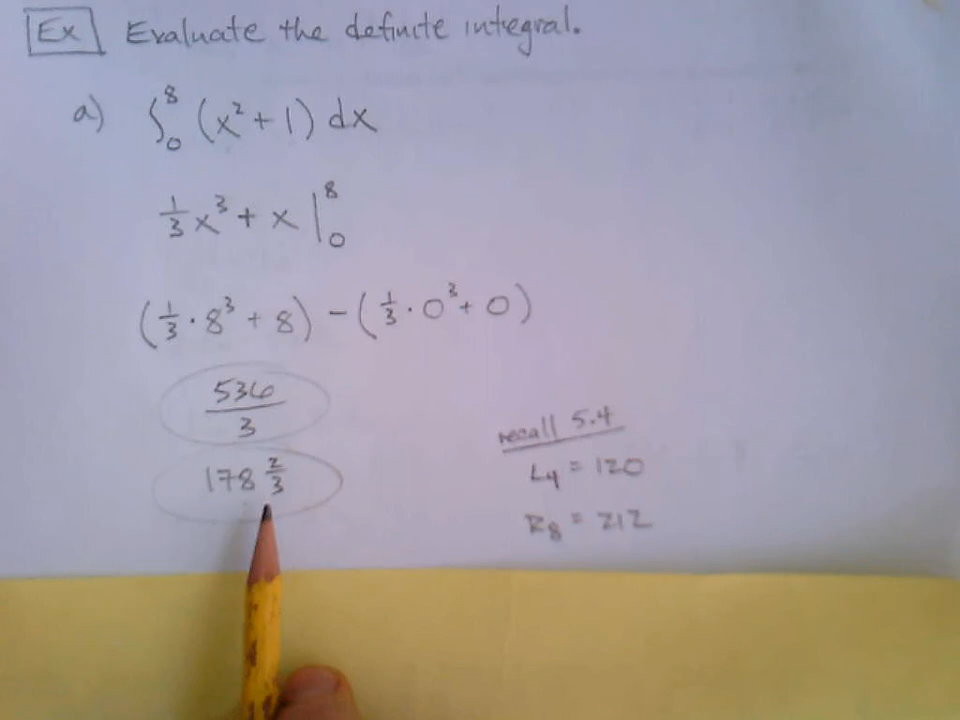 Ex Evaluate the definite integral.
a) ∫₀⁸ (x² + 1) dx
1/3 x³ + x |₀⁸
(1/3 · 8³ + 8) - (1/3 · 0³ + 0)
536/3
178 2/3
recall 5.4
L₄ = 120
R₈ = 212